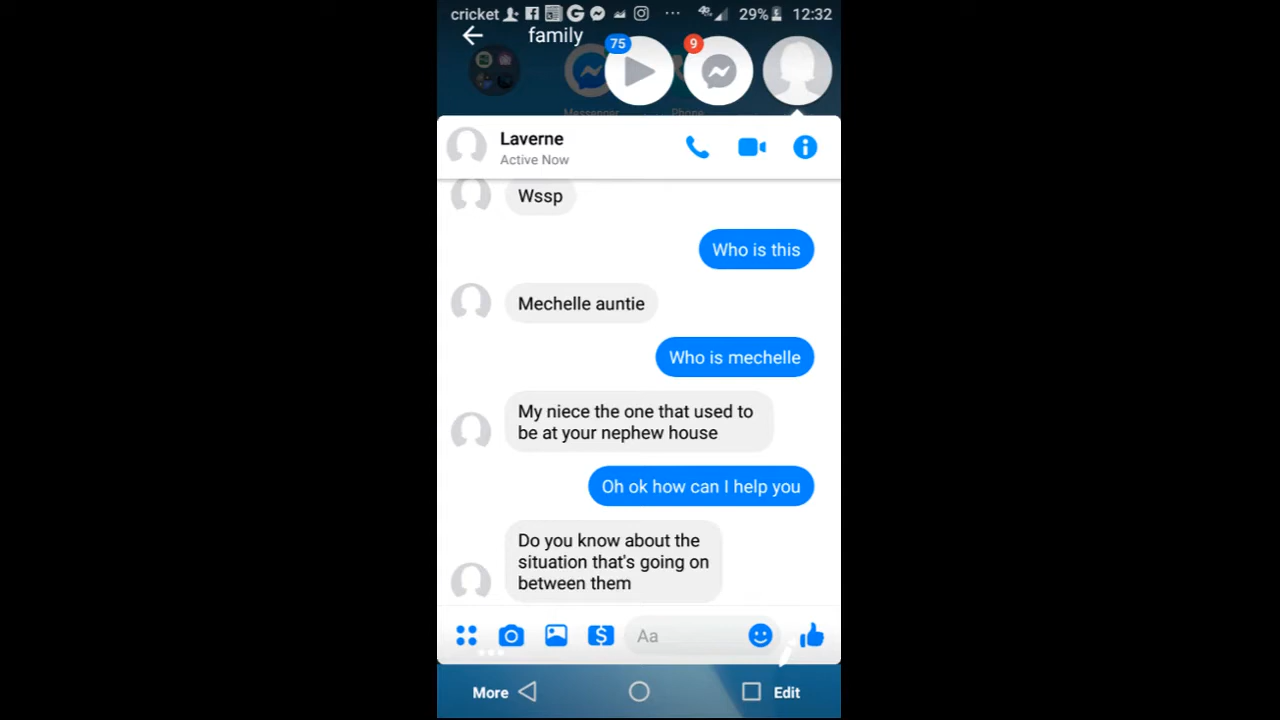 cricket 29% 12:32
family
75
9
Messenger Phone
Laverne
Active Now
Wssp
Who is this
Mechelle auntie
Who is mechelle
My niece the one that used to
be at your nephew house
Oh ok how can I help you
Do you know about the
situation that's going on
between them
Aa
More Edit